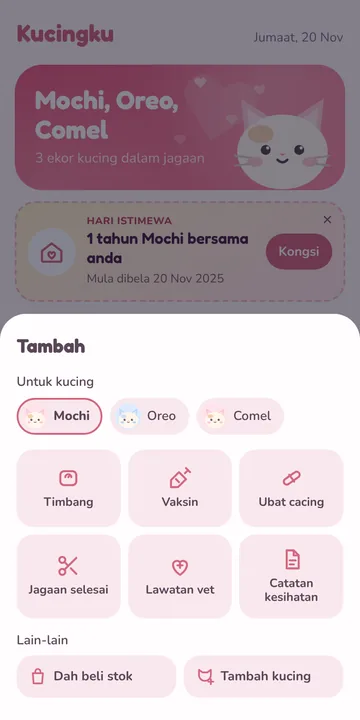 Kucingku
Jumaat, 20 Nov
Mochi, Oreo,
Comel
3 ekor kucing dalam jagaan
HARI ISTIMEWA
1 tahun Mochi bersama
anda
Mula dibela 20 Nov 2025
Kongsi
Tambah
Untuk kucing
Mochi
Oreo
Comel
Timbang
Vaksin
Ubat cacing
Jagaan selesai
Lawatan vet
Catatan
kesihatan
Lain-lain
Dah beli stok
Tambah kucing